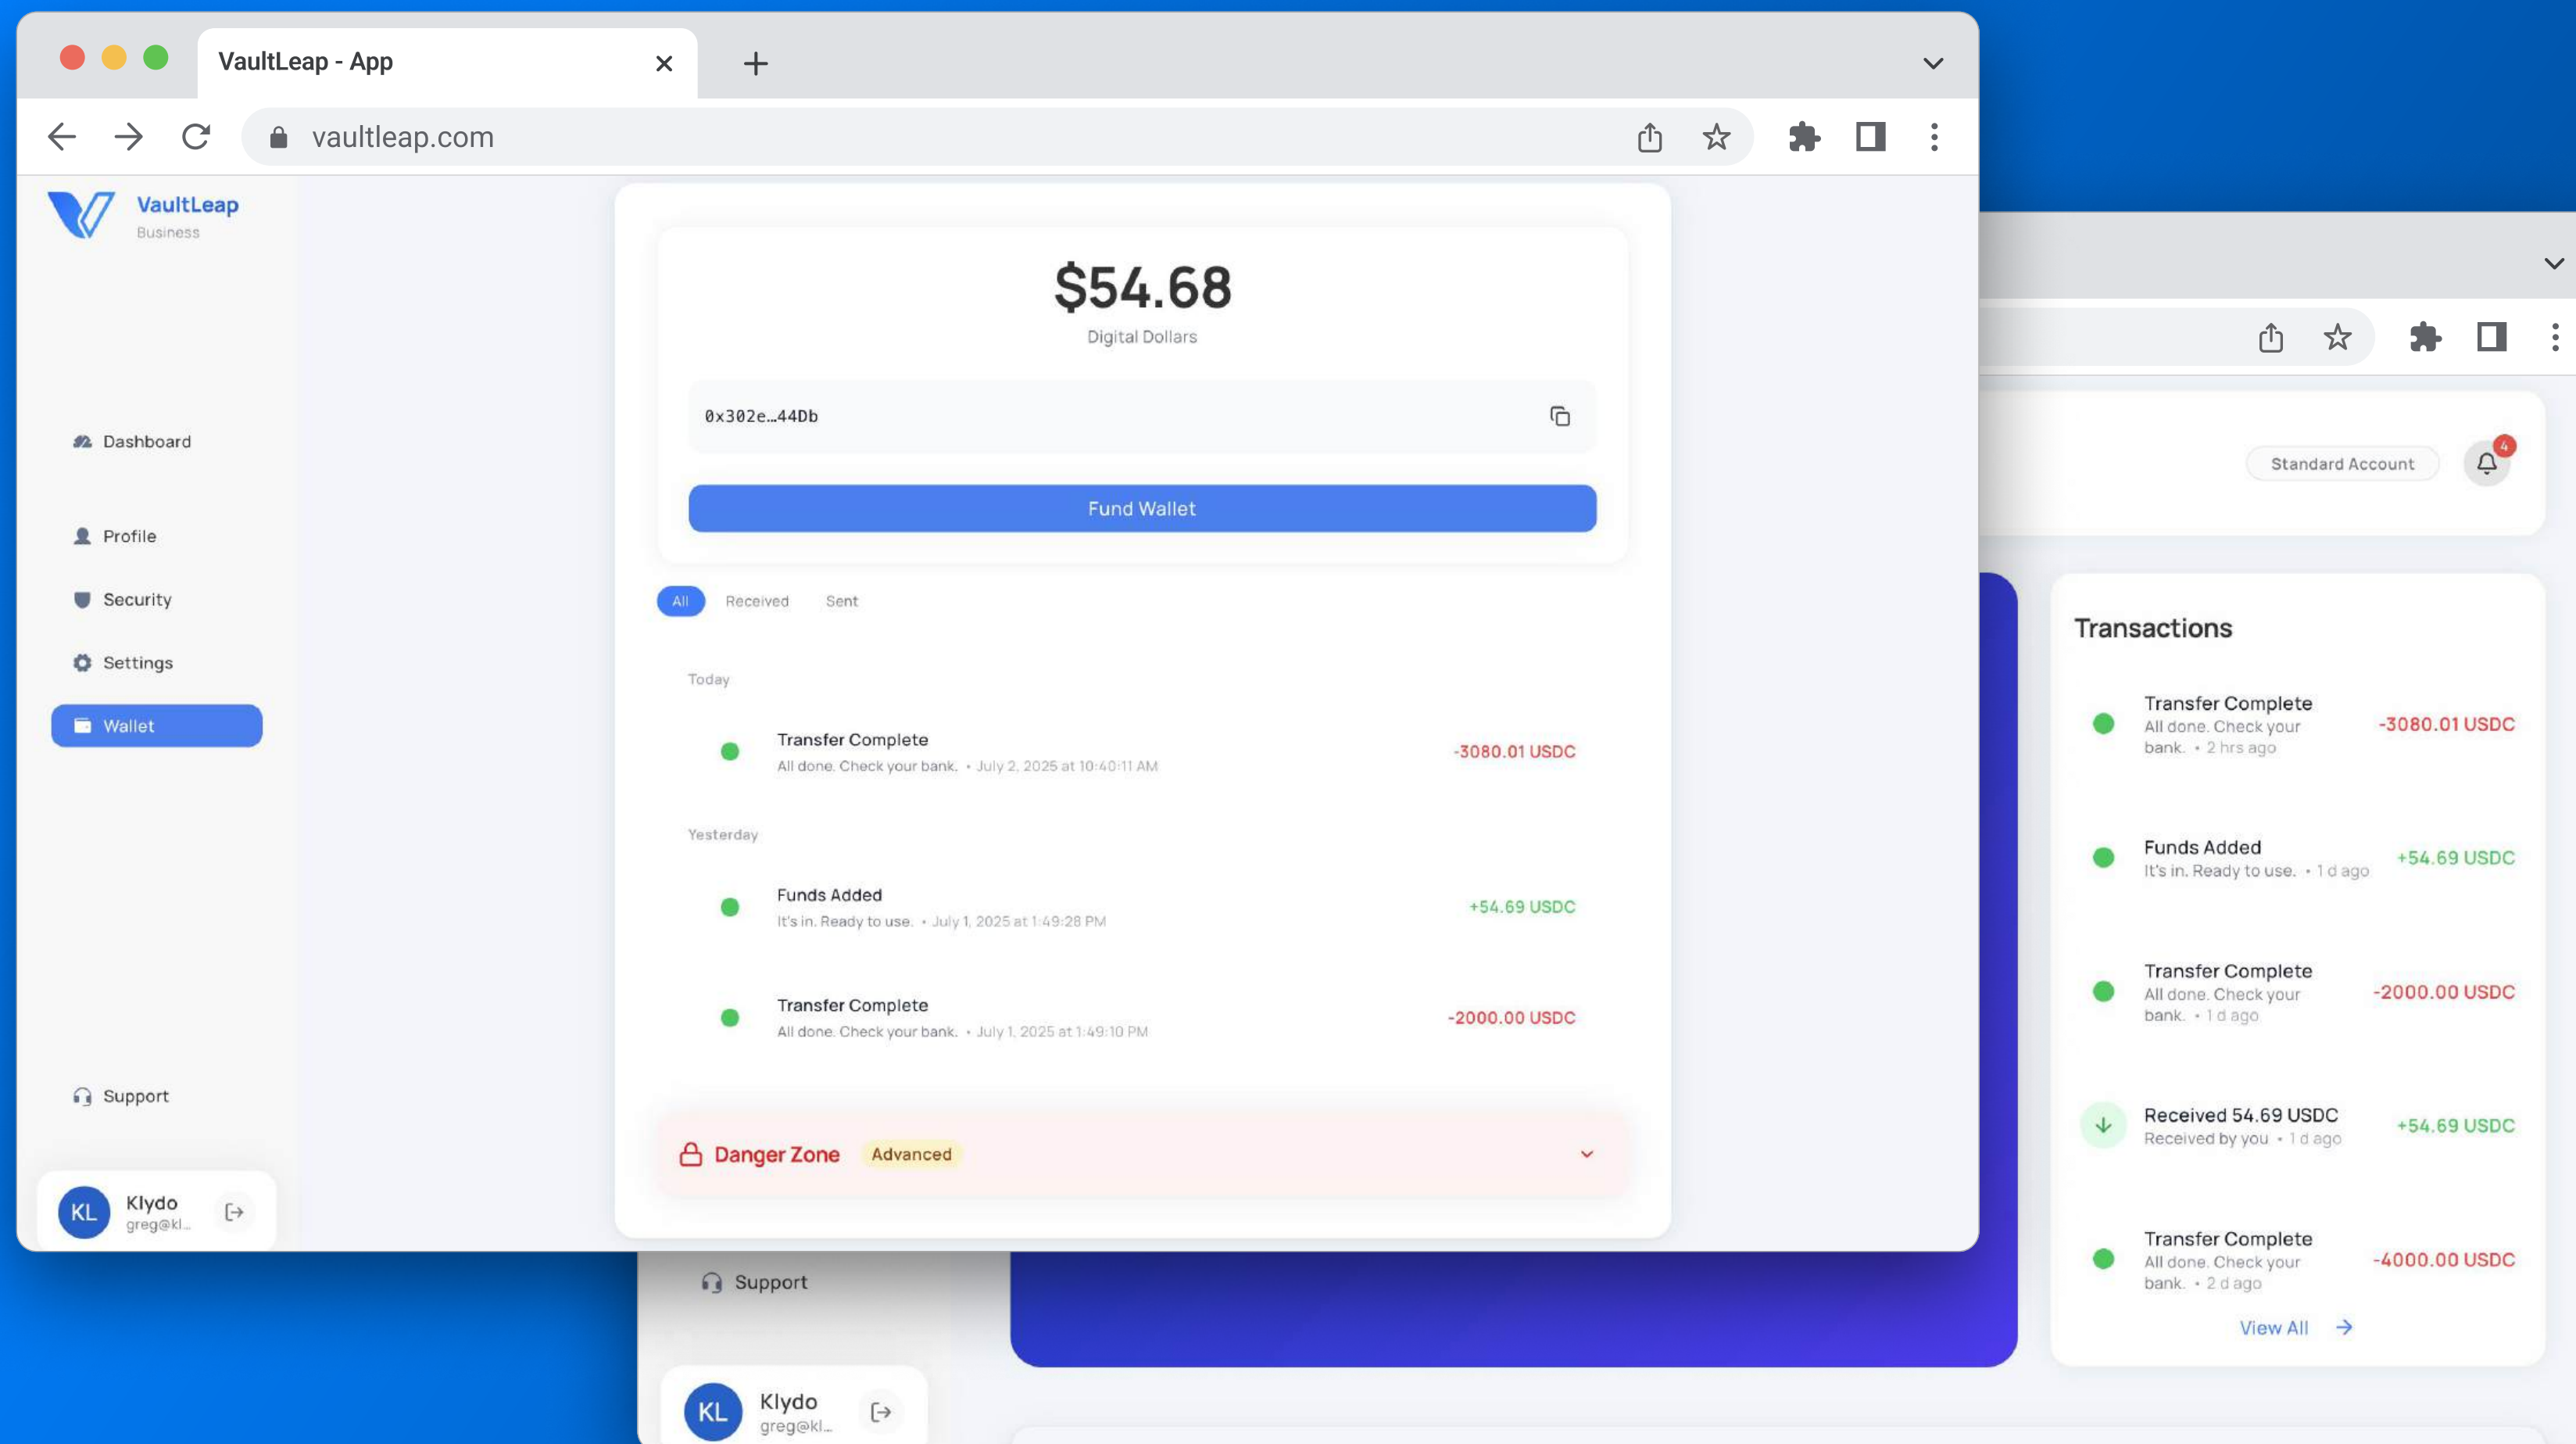 VaultLeap - App
vaultleap.com
VaultLeap
Business
Dashboard
Profile
Security
Settings
Wallet
Support
KL
Klydo
greg@kl...
$54.68
Digital Dollars
0x302e...44Db
Fund Wallet
All Received Sent
Today
Transfer Complete
All done. Check your bank. • July 2, 2025 at 10:40:11 AM
-3080.01 USDC
Yesterday
Funds Added
It's in. Ready to use. • July 1, 2025 at 1:49:28 PM
+54.69 USDC
Transfer Complete
All done. Check your bank. • July 1, 2025 at 1:49:10 PM
-2000.00 USDC
Danger Zone Advanced
Standard Account
4
Transactions
Transfer Complete
All done. Check your
bank. • 2 hrs ago
-3080.01 USDC
Funds Added
It's in. Ready to use. • 1 d ago
+54.69 USDC
Transfer Complete
All done. Check your
bank. • 1 d ago
-2000.00 USDC
Received 54.69 USDC
Received by you • 1 d ago
+54.69 USDC
Transfer Complete
All done. Check your
bank. • 2 d ago
-4000.00 USDC
View All
Support
KL
Klydo
greg@kl...